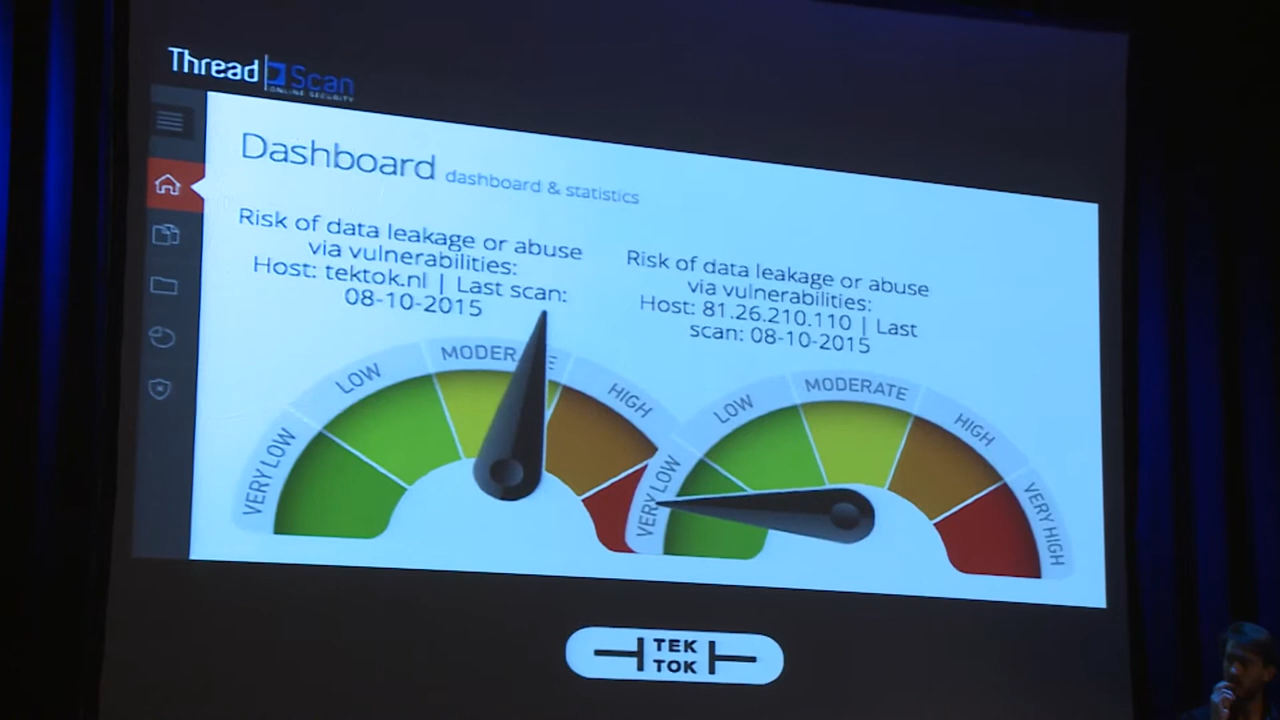 Thread Scan
ONLINE SECURITY
Dashboard dashboard & statistics
Risk of data leakage or abuse
via vulnerabilities:
Host: tektok.nl | Last scan:
08-10-2015
Risk of data leakage or abuse
via vulnerabilities:
Host: 81.26.210.110 | Last
scan: 08-10-2015
VERY LOW
LOW
MODER E
HIGH
VERY LOW
LOW
MODERATE
HIGH
VERY HIGH
TEK
TOK